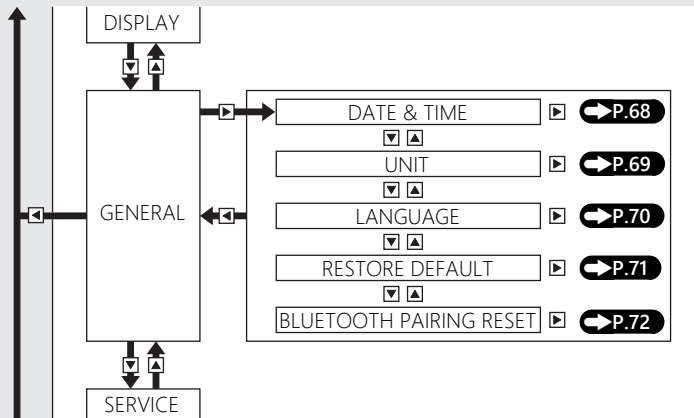 DISPLAY
DATE & TIME P.68
UNIT P.69
GENERAL LANGUAGE P.70
RESTORE DEFAULT P.71
BLUETOOTH PAIRING RESET P.72
SERVICE